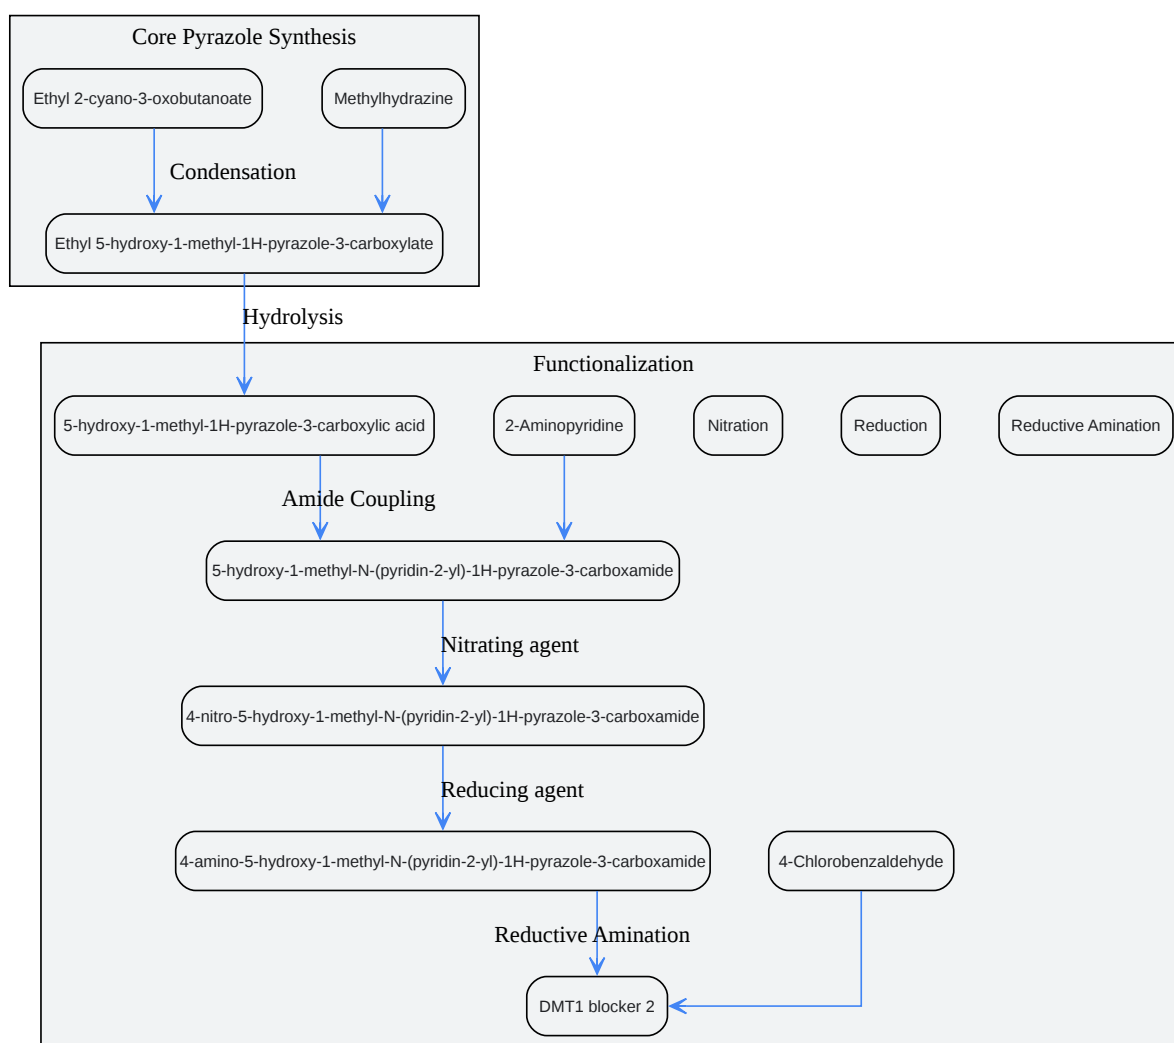 Core Pyrazole Synthesis
Ethyl 2-cyano-3-oxobutanoate
Methylhydrazine
Condensation
Ethyl 5-hydroxy-1-methyl-1H-pyrazole-3-carboxylate
Hydrolysis
Functionalization
5-hydroxy-1-methyl-1H-pyrazole-3-carboxylic acid
2-Aminopyridine
Nitration
Reduction
Reductive Amination
Amide Coupling
5-hydroxy-1-methyl-N-(pyridin-2-yl)-1H-pyrazole-3-carboxamide
Nitrating agent
4-nitro-5-hydroxy-1-methyl-N-(pyridin-2-yl)-1H-pyrazole-3-carboxamide
Reducing agent
4-amino-5-hydroxy-1-methyl-N-(pyridin-2-yl)-1H-pyrazole-3-carboxamide
4-Chlorobenzaldehyde
Reductive Amination
DMT1 blocker 2